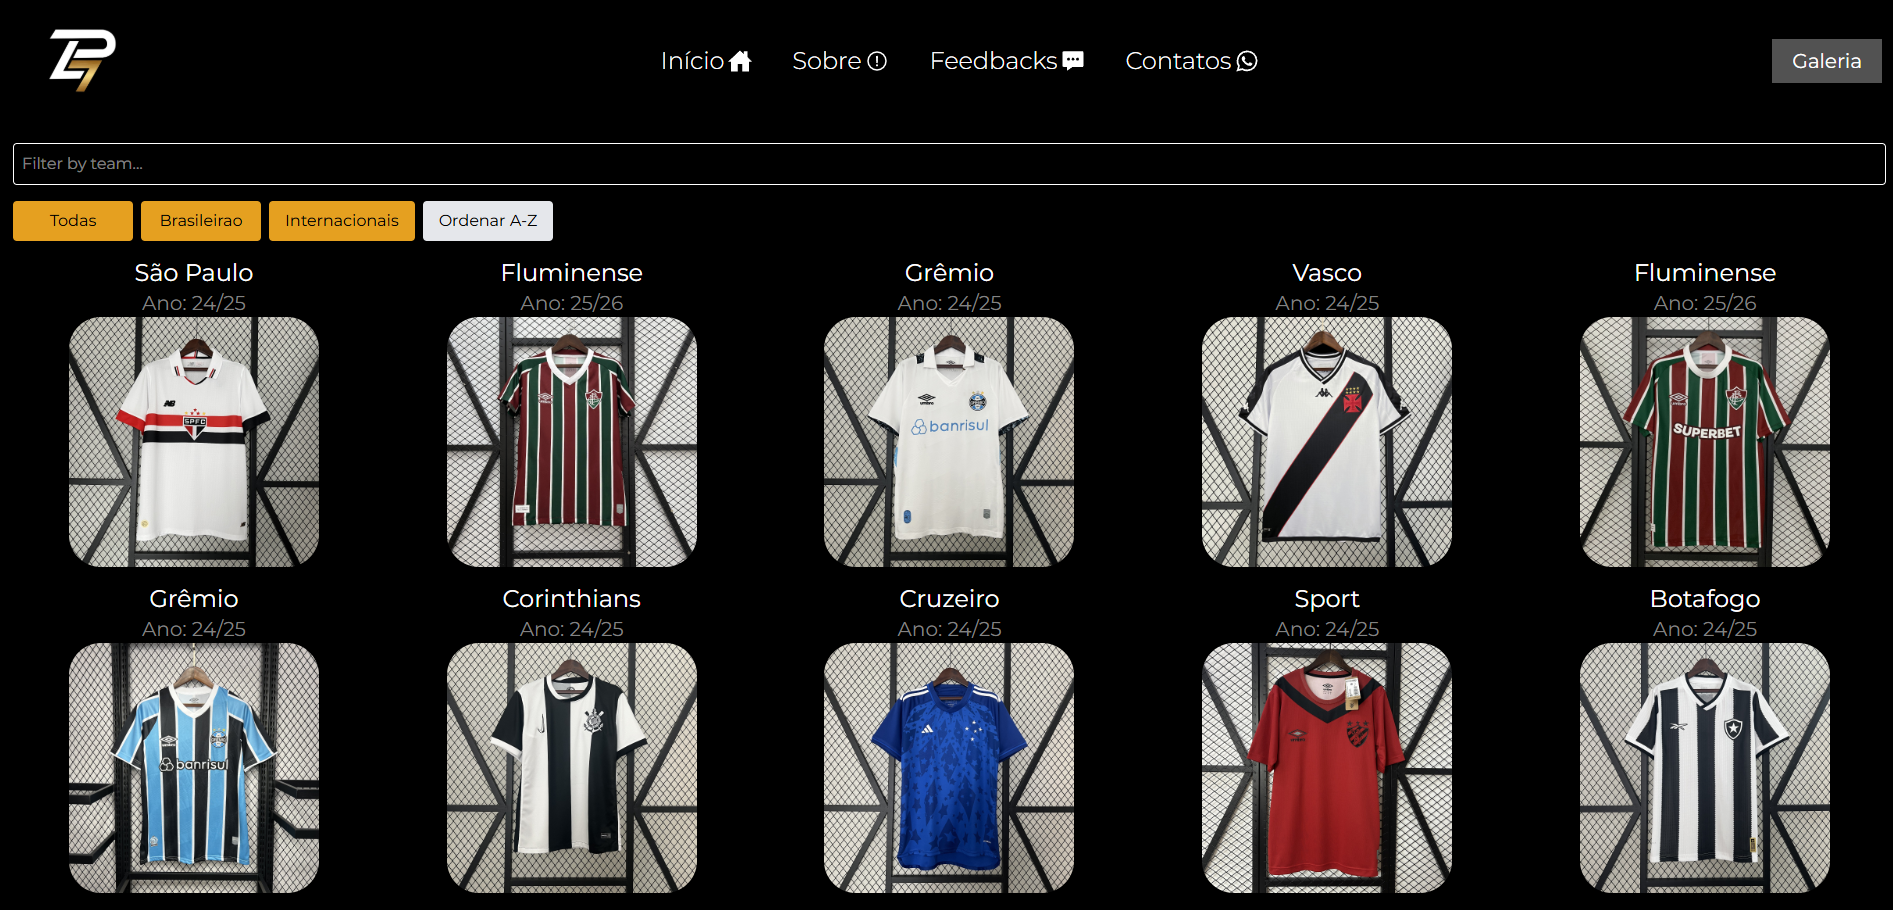 Início
Sobre
Feedbacks
Contatos
Galeria
Filter by team...
Todas
Brasileirao
Internacionais
Ordenar A-Z
São Paulo
Fluminense
Grêmio
Vasco
Fluminense
Ano: 24/25
Ano: 25/26
Ano: 24/25
Ano: 24/25
Ano: 25/26
SPFC
umbro
banrisul
SUPERBET
Grêmio
Corinthians
Cruzeiro
Sport
Botafogo
Ano: 24/25
Ano: 24/25
Ano: 24/25
Ano: 24/25
Ano: 24/25
banrisul